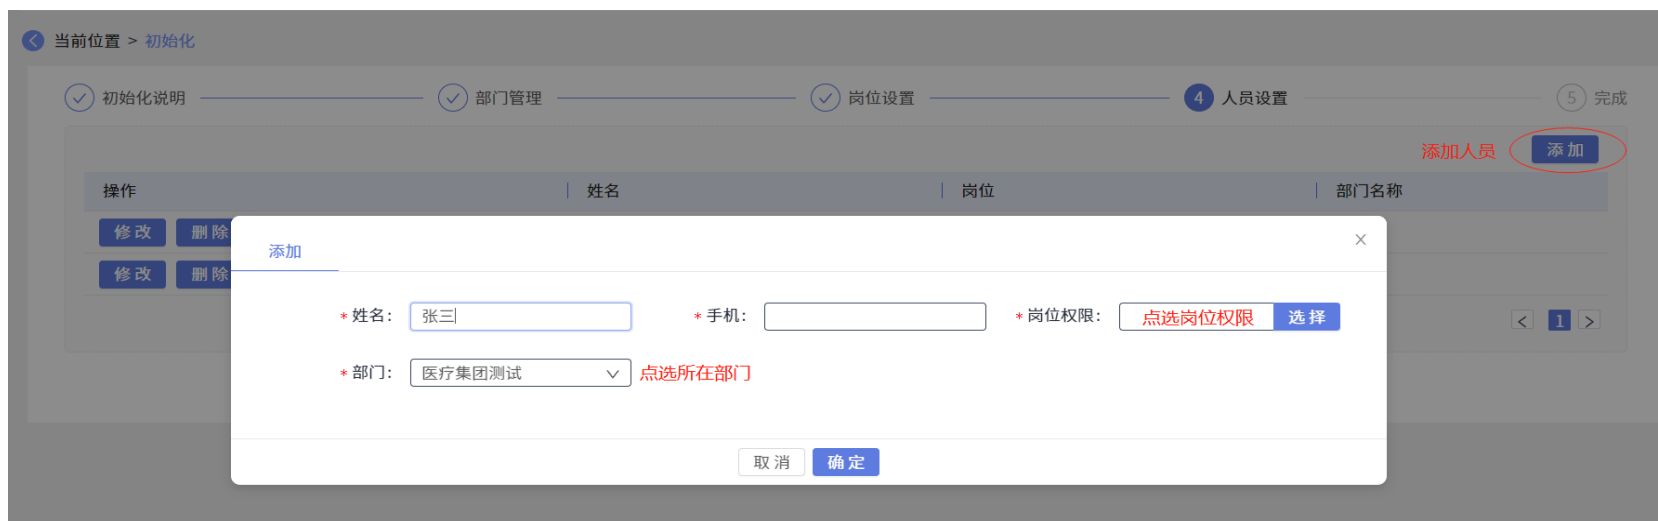 当前位置 > 初始化
初始化说明 部门管理 岗位设置 4 人员设置 5 完成
添加人员 添加
操作 姓名 岗位 部门名称
修改 删除
添加
修改 删除
*姓名： 张三 *手机： *岗位权限： 点选岗位权限 选择
< 1 >
*部门： 医疗集团测试 点选所在部门
取消 确定